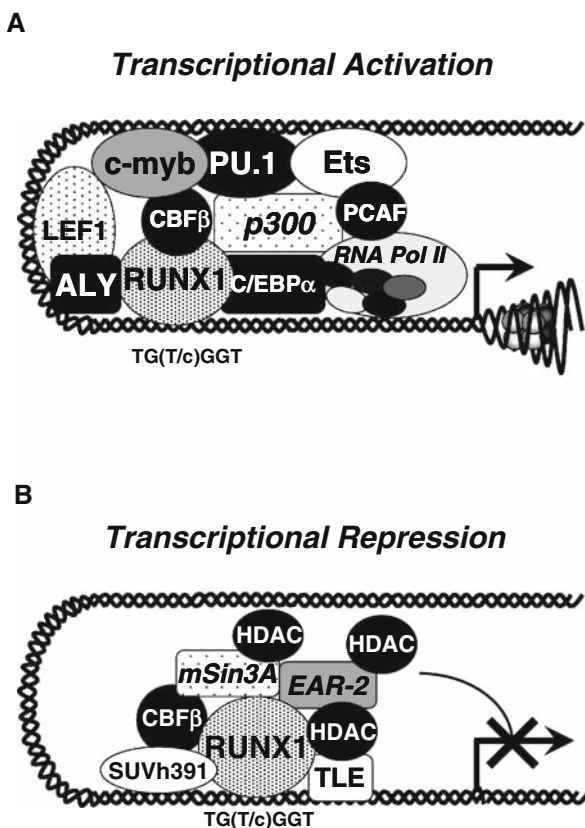 A
Transcriptional Activation
c-myb PU.1 Ets
LEF1 CBFβ p300 PCAF
RNA Pol II
ALY RUNX1 C/EBPα
TG(T/c)GGT
B
Transcriptional Repression
HDAC
HDAC
mSin3A EAR-2
CBFβ HDAC
RUNX1
SUVh391 TLE
TG(T/c)GGT